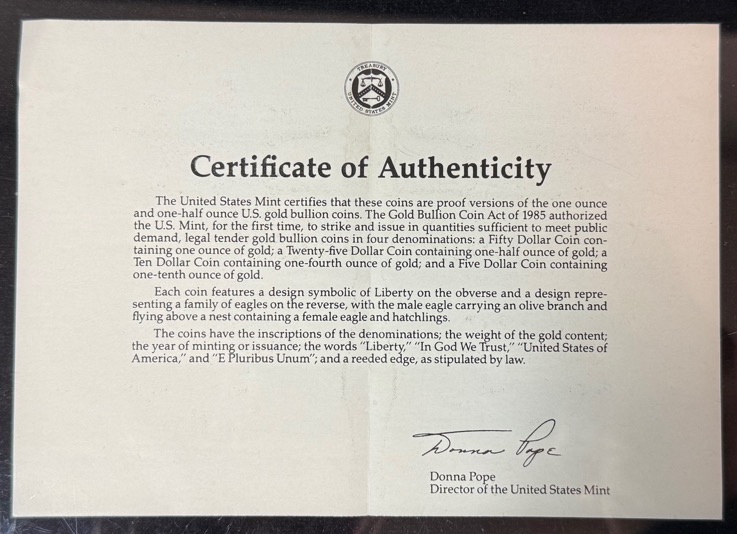 TREASURY
UNITED STATES MINT
Certificate of Authenticity
The United States Mint certifies that these coins are proof versions of the one ounce
and one-half ounce U.S. gold bullion coins. The Gold Bullion Coin Act of 1985 authorized
the U.S. Mint, for the first time, to strike and issue in quantities sufficient to meet public
demand, legal tender gold bullion coins in four denominations: a Fifty Dollar Coin con-
taining one ounce of gold; a Twenty-five Dollar Coin containing one-half ounce of gold; a
Ten Dollar Coin containing one-fourth ounce of gold; and a Five Dollar Coin containing
one-tenth ounce of gold.
Each coin features a design symbolic of Liberty on the obverse and a design repre-
senting a family of eagles on the reverse, with the male eagle carrying an olive branch and
flying above a nest containing a female eagle and hatchlings.
The coins have the inscriptions of the denominations; the weight of the gold content;
the year of minting or issuance; the words “Liberty,” “In God We Trust,” “United States of
America,” and “E Pluribus Unum”; and a reeded edge, as stipulated by law.
Donna Pope
Donna Pope
Director of the United States Mint